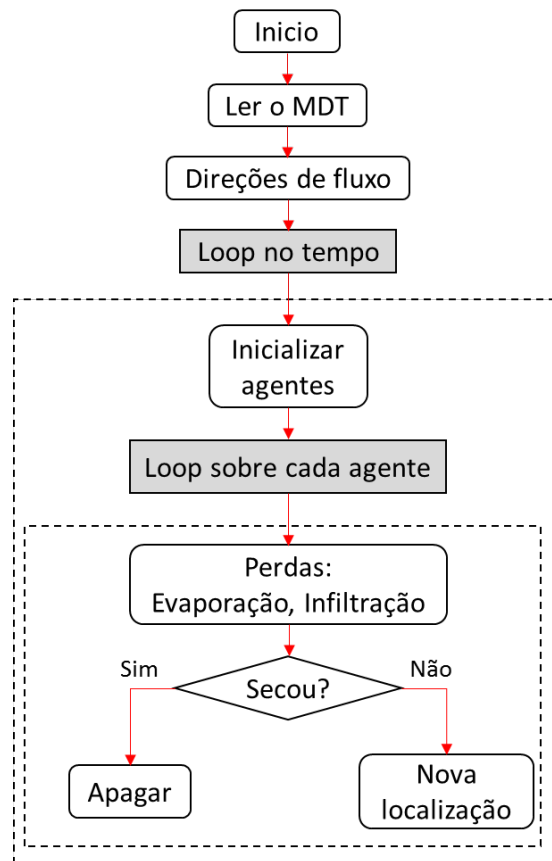 Inicio
Ler o MDT
Direções de fluxo
Loop no tempo
Inicializar
agentes
Loop sobre cada agente
Perdas:
Evaporação, Infiltração
Sim
Não
Secou?
Apagar
Nova
localização